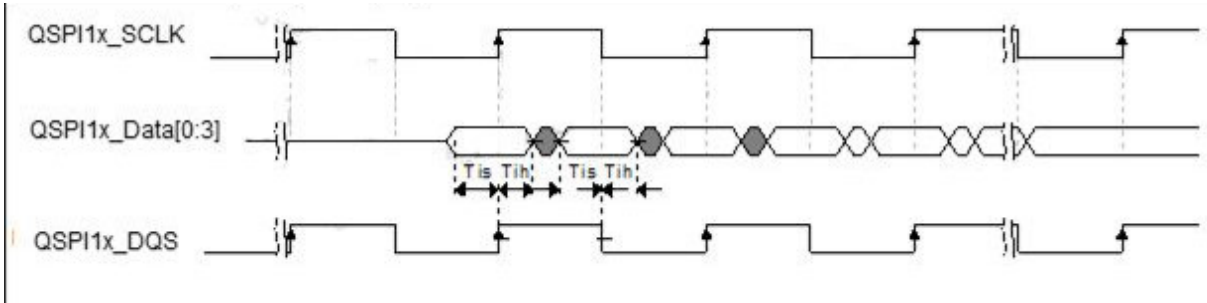 QSPI1x_SCLK
QSPI1x_Data[0:3]
Tis Tih Tis Tih
QSPI1x_DQS